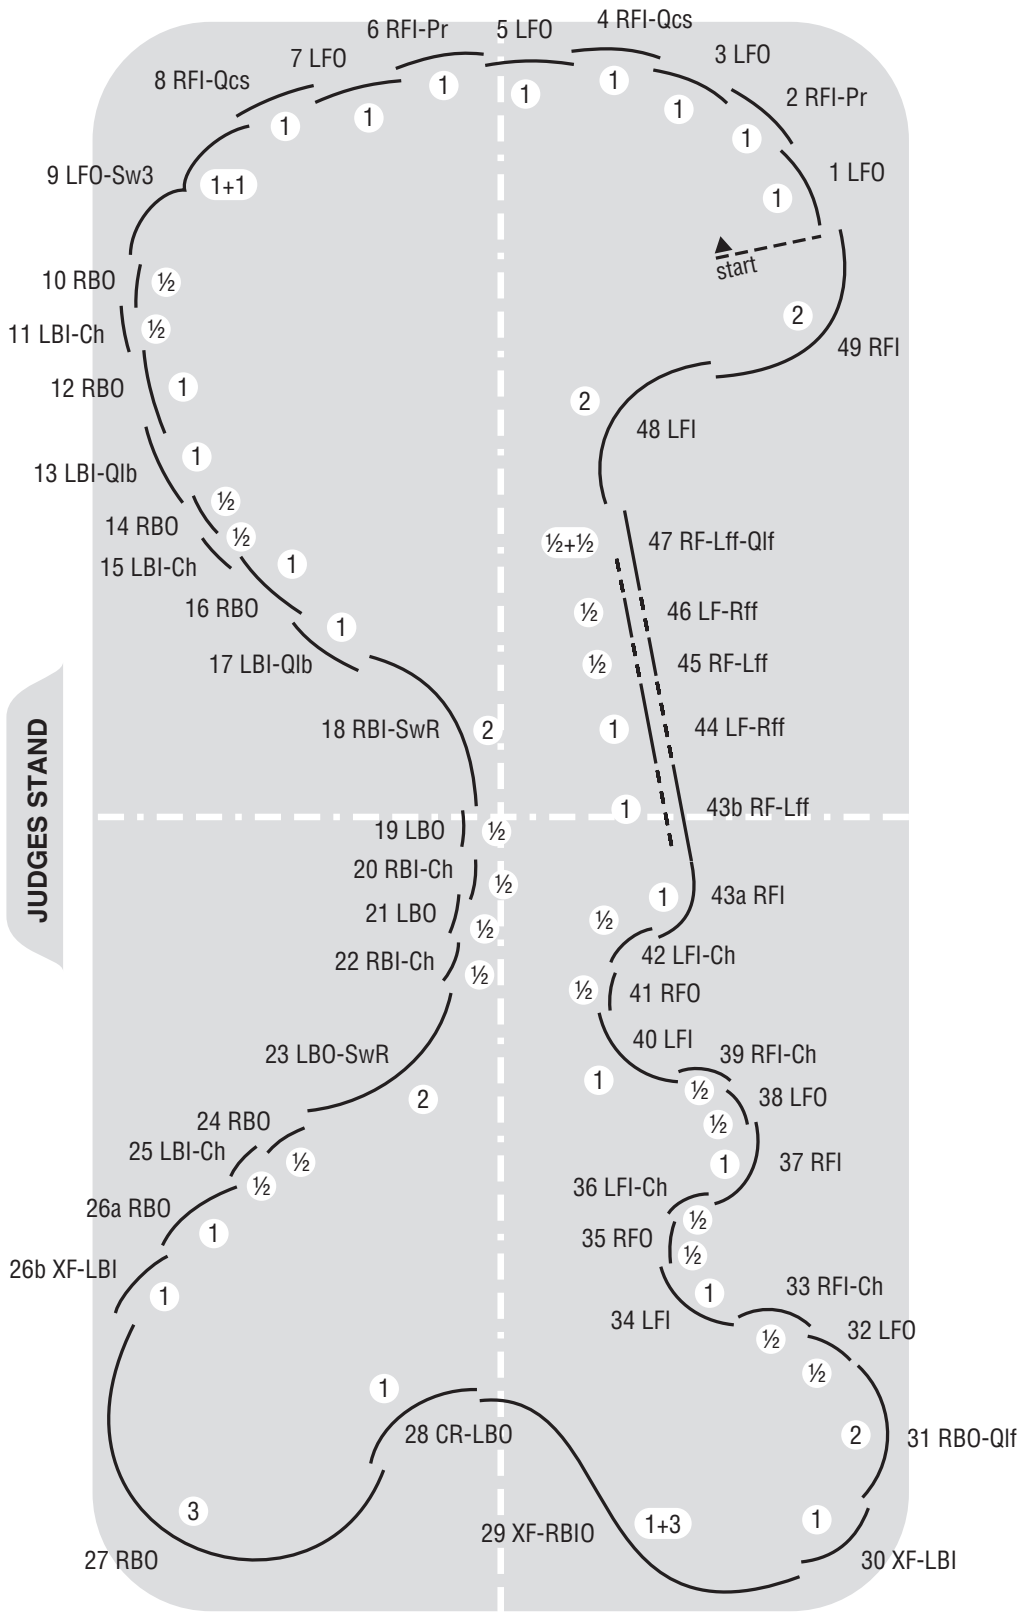 6 RFI-Pr
5 LFO
4 RFI-Qcs
7 LFO
3 LFO
8 RFI-Qcs
2 RFI-Pr
1
1
1
1
1
1
1
9 LFO-Sw3
1+1
1 LFO
1
start
10 RBO
½
11 LBI-Ch
½
2
49 RFI
12 RBO
1
2
48 LFI
13 LBI-Qlb
1
14 RBO
½
15 LBI-Ch
½
½+½
47 RF-Lff-Qlf
16 RBO
1
½
46 LF-Rff
17 LBI-Qlb
1
½
45 RF-Lff
18 RBI-SwR
2
1
44 LF-Rff
JUDGES STAND
1
43b RF-Lff
19 LBO
½
20 RBI-Ch
½
1
43a RFI
21 LBO
½
½
42 LFI-Ch
22 RBI-Ch
½
½
41 RFO
40 LFI
39 RFI-Ch
23 LBO-SwR
2
1
½
38 LFO
24 RBO
½
½
25 LBI-Ch
½
1
37 RFI
26a RBO
1
36 LFI-Ch
½
35 RFO
½
26b XF-LBI
1
1
33 RFI-Ch
34 LFI
½
32 LFO
½
1
28 CR-LBO
2
31 RBO-Qlf
3
29 XF-RBIO
1+3
1
27 RBO
30 XF-LBI